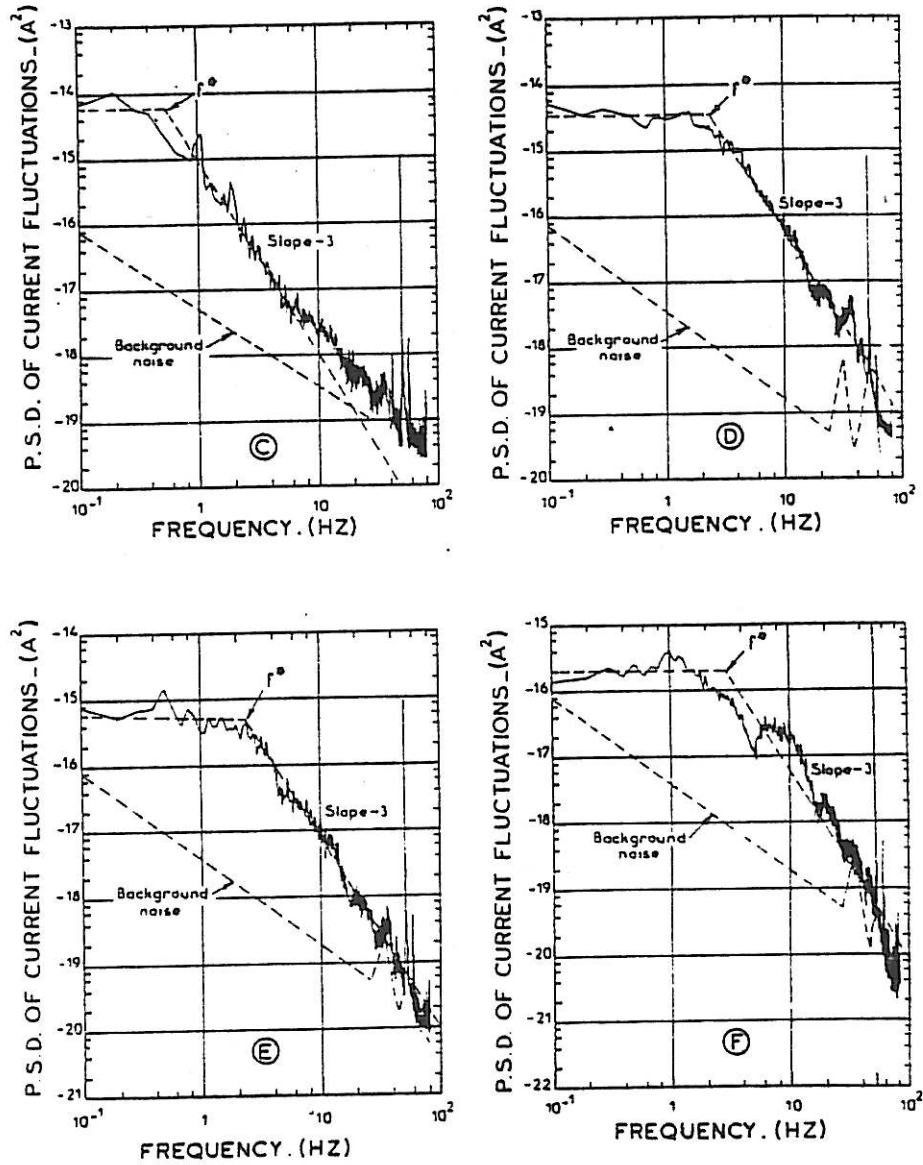 P.S.D. OF CURRENT FLUCTUATIONS_(A²)
-13
-14
-15
-16
-17
-18
-19
-20
f°
Slope-3
Background
noise
C
10⁻¹ 1 10 10²
FREQUENCY.(HZ)
P.S.D. OF CURRENT FLUCTUATIONS_(A²)
-13
-14
-15
-16
-17
-18
-19
-20
f°
Slope-3
Background
noise
D
10⁻¹ 1 10 10²
FREQUENCY.(HZ)
P.S.D. OF CURRENT FLUCTUATIONS_(A²)
-14
-15
-16
-17
-18
-19
-20
-21
f°
Slope-3
Background
noise
E
10⁻¹ 1 10 10²
FREQUENCY.(HZ)
P.S.D. OF CURRENT FLUCTUATIONS_(A²)
-15
-16
-17
-18
-19
-20
-21
-22
f°
Slope-3
Background
noise
F
10⁻¹ 1 10 10²
FREQUENCY.(HZ)